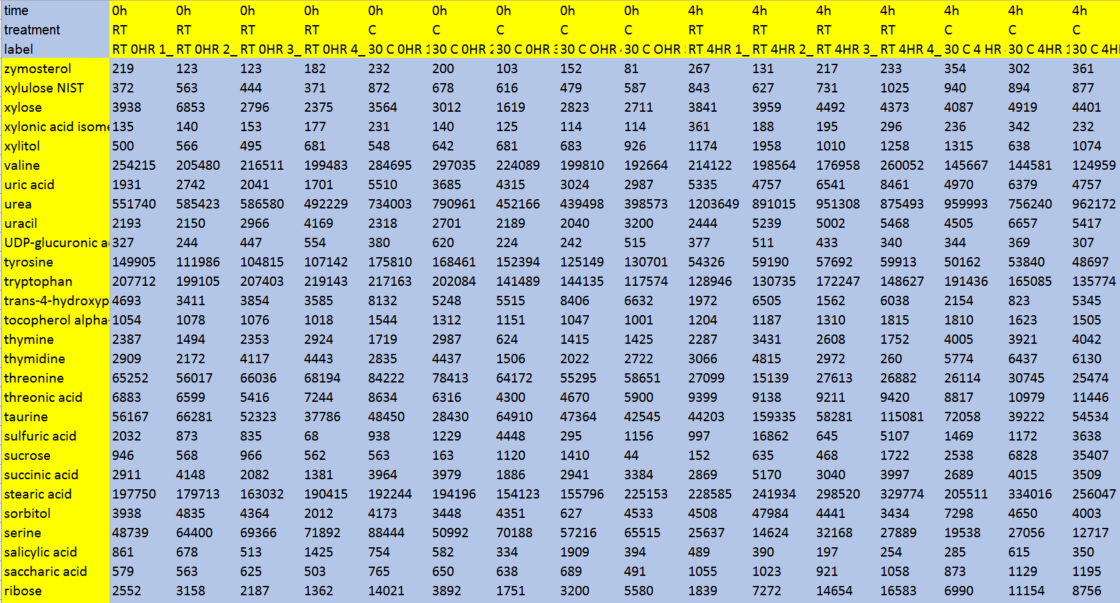 time 0h 0h 0h 0h 0h 0h 0h 0h 0h 4h 4h 4h 4h 4h 4h 4h
treatment RT RT RT RT C C C C C RT RT RT RT C C C
label RT 0HR 1_ RT 0HR 2_ RT 0HR 3_ RT 0HR 4_ 30 C 0HR 1 30 C 0HR 2 30 C 0HR 3 30 C OHR 30 C OHR RT 4HR 1_ RT 4HR 2_ RT 4HR 3_ RT 4HR 4_ 30 C 4 HR 30 C 4HR 1 30 C 4H
zymosterol 219 123 123 182 232 200 103 152 81 267 131 217 233 354 302 361
xylulose NIST 872 563 444 371 872 678 616 479 587 843 627 731 1025 940 894 877
xylose 3938 6853 2796 2375 3564 3012 1619 2823 2711 3841 3959 4492 4373 4087 4919 4401
xylonic acid isom 135 140 153 177 231 140 125 114 114 361 188 195 296 236 342 232
xylitol 500 566 495 681 548 642 681 683 926 1174 1958 1010 1258 1315 638 1074
valine 254215 205480 216511 199483 284695 297035 224089 199810 192664 214122 198564 176958 260052 145667 144581 124959
uric acid 1931 2742 2041 1701 5510 3685 4315 3024 2987 5335 4757 6541 8461 4970 6379 4757
urea 551740 585423 586580 492229 734003 790961 452166 439498 398573 1203649 891015 951308 875493 959993 756240 962172
uracil 2193 2150 2966 4169 2318 2701 2189 2040 3200 2444 5239 5002 5468 4505 6657 5417
UDP-glucuronic a 327 244 447 554 380 620 224 242 515 377 511 433 340 344 369 307
tyrosine 149905 111986 104815 107142 175810 168461 152394 125149 130701 54326 59190 57692 59913 50162 53840 48697
tryptophan 207712 199105 207403 219143 217163 202084 141489 144135 117574 128946 130735 172247 148627 191436 165085 135774
trans-4-hydroxyp 4693 3411 3854 3585 8132 5248 5515 8406 6632 1972 6505 1562 6038 2154 823 5345
tocopherol alpha- 1054 1078 1076 1018 1544 1312 1151 1047 1001 1204 1187 1310 1815 1810 1623 1505
thymine 2387 1494 2353 2924 1719 2987 624 1415 1425 2287 3431 2608 1752 4005 3921 4042
thymidine 2909 2172 4117 4443 2835 4437 1506 2022 2722 3066 4815 2972 260 5774 6437 6130
threonine 65252 56017 66036 68194 84222 78413 64172 55295 58651 27099 15139 27613 26882 26114 30745 25474
threonic acid 6883 6599 5416 7244 8634 6316 4300 4670 5900 9399 9138 9211 9420 8817 10979 11446
taurine 56167 66281 52323 37786 48450 28430 64910 47364 42545 44203 159335 58281 115081 72058 39222 54534
sulfuric acid 2032 873 835 68 938 1229 4448 295 1156 997 16862 645 5107 1469 1172 3638
sucrose 946 568 966 562 563 163 1120 1410 44 152 635 468 1722 2538 6828 35407
succinic acid 2911 4148 2082 1381 3964 3979 1886 2941 3384 2869 5170 3040 3997 2689 4015 3509
stearic acid 197750 179713 163032 190415 192244 194196 154123 155796 225153 228585 241934 298520 329774 205511 334016 256047
sorbitol 3938 4835 4364 2012 4173 3448 4351 627 4533 4508 47984 4441 3434 7298 4650 4003
serine 48739 64400 69366 71892 88444 50992 70188 57216 65515 25637 14624 32168 27889 19538 27056 12717
salicylic acid 861 678 513 1425 754 582 334 1909 394 489 390 197 254 285 615 350
saccharic acid 579 563 625 503 765 650 638 689 491 1055 1023 921 1058 873 1129 1195
ribose 2552 3158 2187 1362 14021 3892 1751 3200 5580 1839 7272 14654 16583 6990 11154 8756